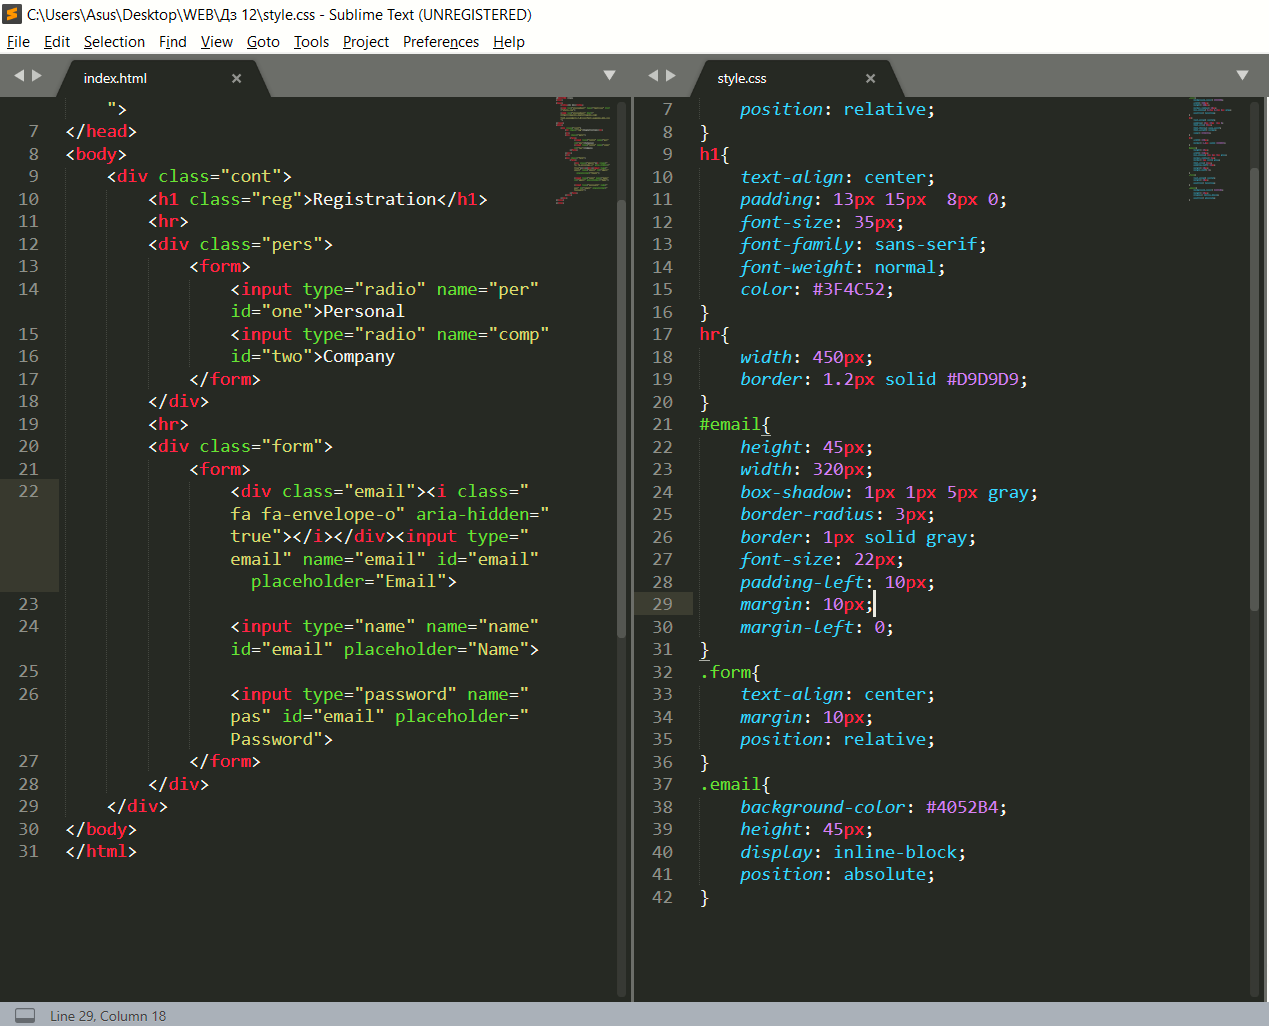 C:\Users\Asus\Desktop\WEB\Дз 12\style.css - Sublime Text (UNREGISTERED)
File Edit Selection Find View Goto Tools Project Preferences Help
index.html ×
">
7 </head>
8 <body>
9 <div class="cont">
10 <h1 class="reg">Registration</h1>
11 <hr>
12 <div class="pers">
13 <form>
14 <input type="radio" name="per"
id="one">Personal
15 <input type="radio" name="comp"
16 id="two">Company
17 </form>
18 </div>
19 <hr>
20 <div class="form">
21 <form>
22 <div class="email"><i class="
fa fa-envelope-o" aria-hidden="
true"></i></div><input type="
email" name="email" id="email"
placeholder="Email">
23
24 <input type="name" name="name"
id="email" placeholder="Name">
25
26 <input type="password" name="
pas" id="email" placeholder="
Password">
27 </form>
28 </div>
29 </div>
30 </body>
31 </html>
style.css ×
7 position: relative;
8 }
9 h1{
10 text-align: center;
11 padding: 13px 15px  8px 0;
12 font-size: 35px;
13 font-family: sans-serif;
14 font-weight: normal;
15 color: #3F4C52;
16 }
17 hr{
18 width: 450px;
19 border: 1.2px solid #D9D9D9;
20 }
21 #email{
22 height: 45px;
23 width: 320px;
24 box-shadow: 1px 1px 5px gray;
25 border-radius: 3px;
26 border: 1px solid gray;
27 font-size: 22px;
28 padding-left: 10px;
29 margin: 10px;
30 margin-left: 0;
31 }
32 .form{
33 text-align: center;
34 margin: 10px;
35 position: relative;
36 }
37 .email{
38 background-color: #4052B4;
39 height: 45px;
40 display: inline-block;
41 position: absolute;
42 }
Line 29, Column 18